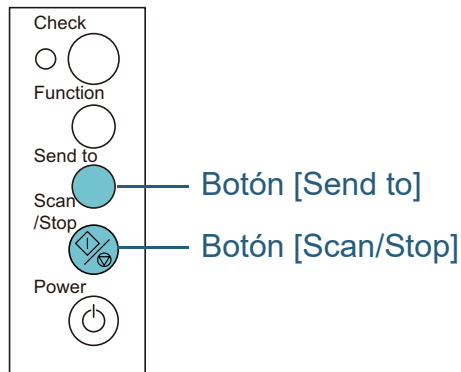 Check
Function
Send to
Botón [Send to]
Scan
/Stop
Botón [Scan/Stop]
Power